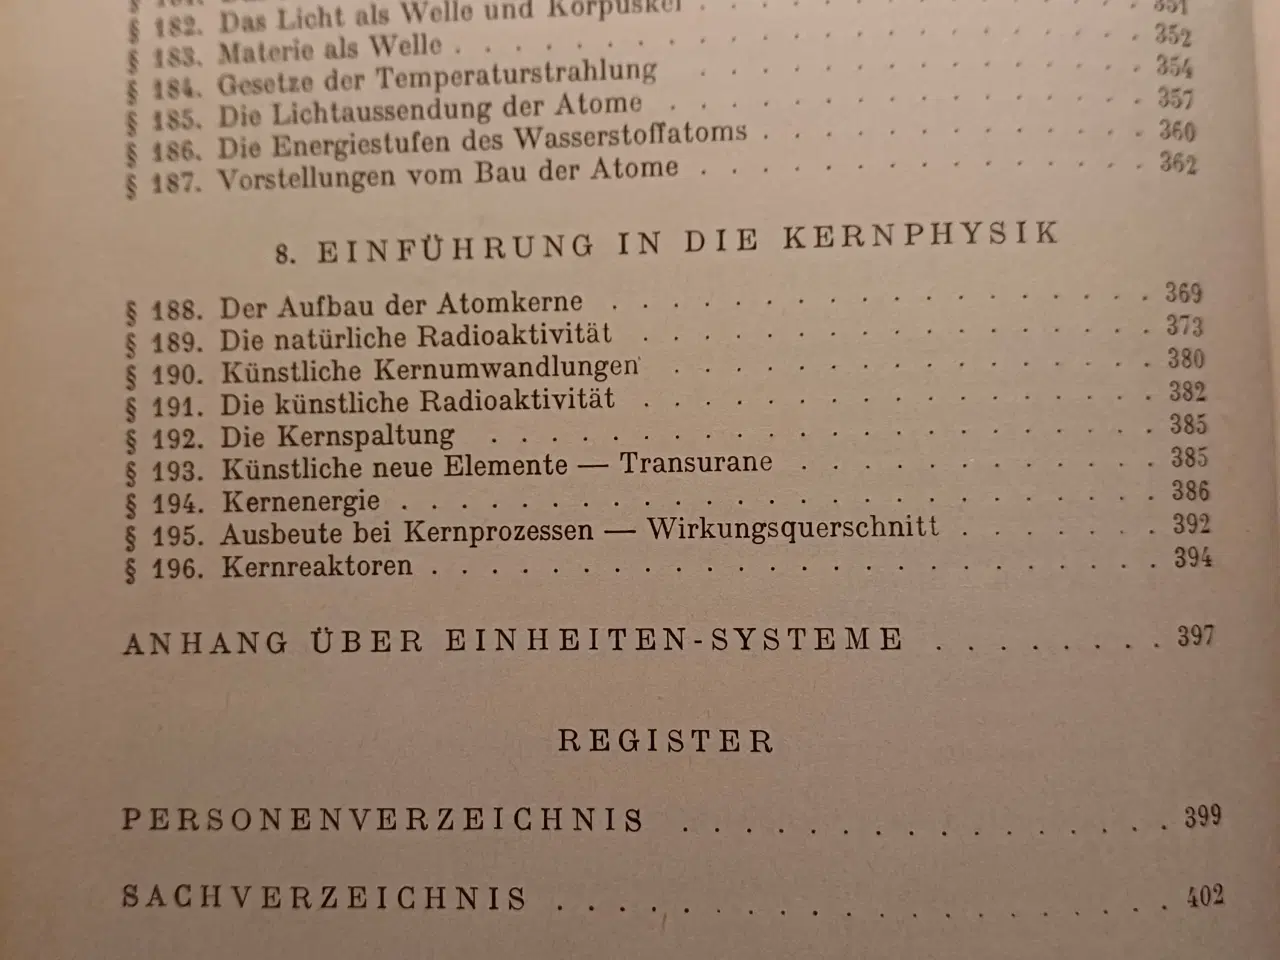 § 182. Das Licht als Welle und Korpuskel . . . . . . . . . . . . . . . 351
§ 183. Materie als Welle . . . . . . . . . . . . . . . . . . . . 352
§ 184. Gesetze der Temperaturstrahlung . . . . . . . . . . . . . . . 354
§ 185. Die Lichtaussendung der Atome . . . . . . . . . . . . . . . . 357
§ 186. Die Energiestufen des Wasserstoffatoms . . . . . . . . . . . . . 360
§ 187. Vorstellungen vom Bau der Atome . . . . . . . . . . . . . . . 362
8. EINFÜHRUNG IN DIE KERNPHYSIK
§ 188. Der Aufbau der Atomkerne . . . . . . . . . . . . . . . . . . 369
§ 189. Die natürliche Radioaktivität . . . . . . . . . . . . . . . . . 373
§ 190. Künstliche Kernumwandlungen . . . . . . . . . . . . . . . . 380
§ 191. Die künstliche Radioaktivität . . . . . . . . . . . . . . . . . 382
§ 192. Die Kernspaltung . . . . . . . . . . . . . . . . . . . . . . 385
§ 193. Künstliche neue Elemente — Transurane . . . . . . . . . . . . 385
§ 194. Kernenergie . . . . . . . . . . . . . . . . . . . . . . . . . 386
§ 195. Ausbeute bei Kernprozessen — Wirkungsquerschnitt . . . . . . . 392
§ 196. Kernreaktoren . . . . . . . . . . . . . . . . . . . . . . . . 394
ANHANG ÜBER EINHEITEN-SYSTEME . . . . . . . . 397
REGISTER
PERSONENVERZEICHNIS . . . . . . . . . . . . . . . . 399
SACHVERZEICHNIS . . . . . . . . . . . . . . . . . . . . 402